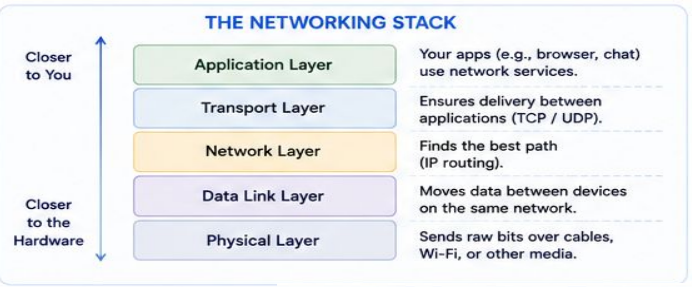 THE NETWORKING STACK
Closer
to You
Application Layer
Your apps (e.g., browser, chat)
use network services.
Transport Layer
Ensures delivery between
applications (TCP / UDP).
Network Layer
Finds the best path
(IP routing).
Data Link Layer
Moves data between devices
on the same network.
Closer
to the
Hardware
Physical Layer
Sends raw bits over cables,
Wi-Fi, or other media.